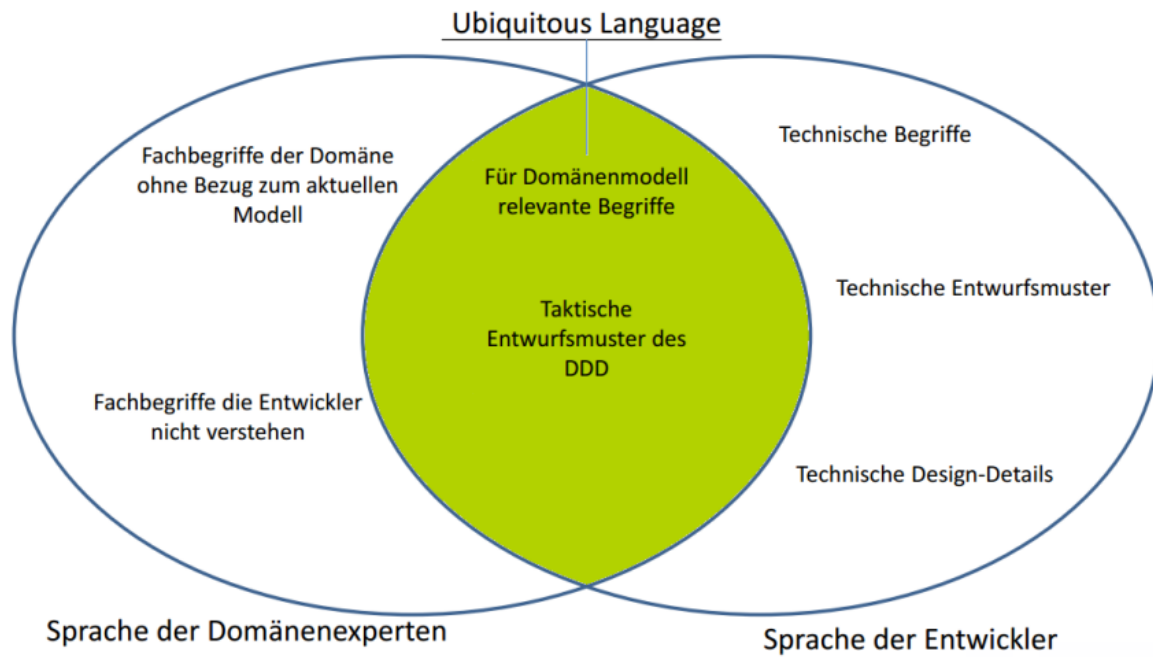 Ubiquitous Language
Fachbegriffe der Domäne
ohne Bezug zum aktuellen
Modell
Fachbegriffe die Entwickler
nicht verstehen
Für Domänenmodell
relevante Begriffe
Taktische
Entwurfsmuster des
DDD
Technische Begriffe
Technische Entwurfsmuster
Technische Design-Details
Sprache der Domänenexperten
Sprache der Entwickler